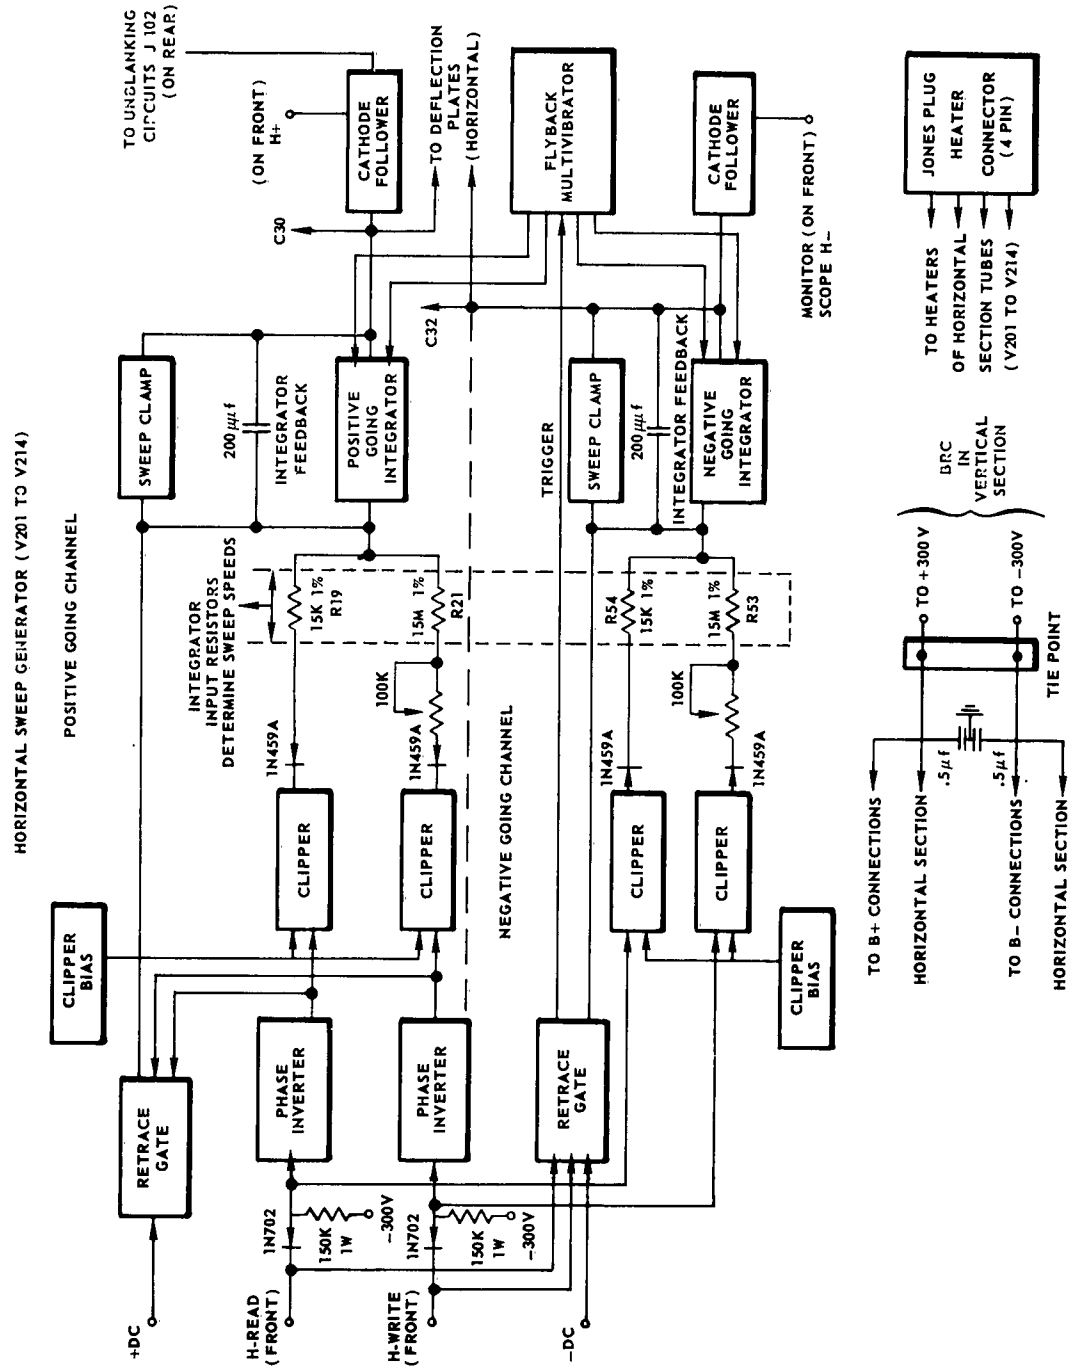 HORIZONTAL SWEEP GENERATOR (V201 TO V214)
POSITIVE GOING CHANNEL
+DC
RETRACE
GATE
CLIPPER
BIAS
SWEEP CLAMP
200µµf
INTEGRATOR
FEEDBACK
TO UNBLANKING
CIRCUITS J 102
(ON REAR)
(ON FRONT)
H+
CATHODE
FOLLOWER
C30
TO DEFLECTION
PLATES
(HORIZONTAL)
INTEGRATOR
INPUT RESISTORS
DETERMINE SWEEP SPEEDS
H-READ
(FRONT)
1N702
150K
1W
-300V
PHASE
INVERTER
CLIPPER
1N459A
15K 1%
R19
POSITIVE
GOING
INTEGRATOR
H-WRITE
(FRONT)
1N702
150K
1W
-300V
PHASE
INVERTER
CLIPPER
1N459A
100K
15M 1%
R21
C32
NEGATIVE GOING CHANNEL
TRIGGER
FLYBACK
MULTIVIBRATOR
-DC
RETRACE
GATE
SWEEP CLAMP
200µµf
INTEGRATOR FEEDBACK
CLIPPER
1N459A
R54
15K 1%
NEGATIVE
GOING
INTEGRATOR
CATHODE
FOLLOWER
CLIPPER
1N459A
100K
15M 1%
R53
CLIPPER
BIAS
MONITOR (ON FRONT)
SCOPE H-
TO B+ CONNECTIONS
HORIZONTAL SECTION
TO B- CONNECTIONS
HORIZONTAL SECTION
.5µf
.5µf
TO +300V
TO -300V
TIE POINT
BRC
IN
VERTICAL
SECTION
TO HEATERS
OF HORIZONTAL
SECTION TUBES
(V201 TO V214)
JONES PLUG
HEATER
CONNECTOR
(4 PIN)